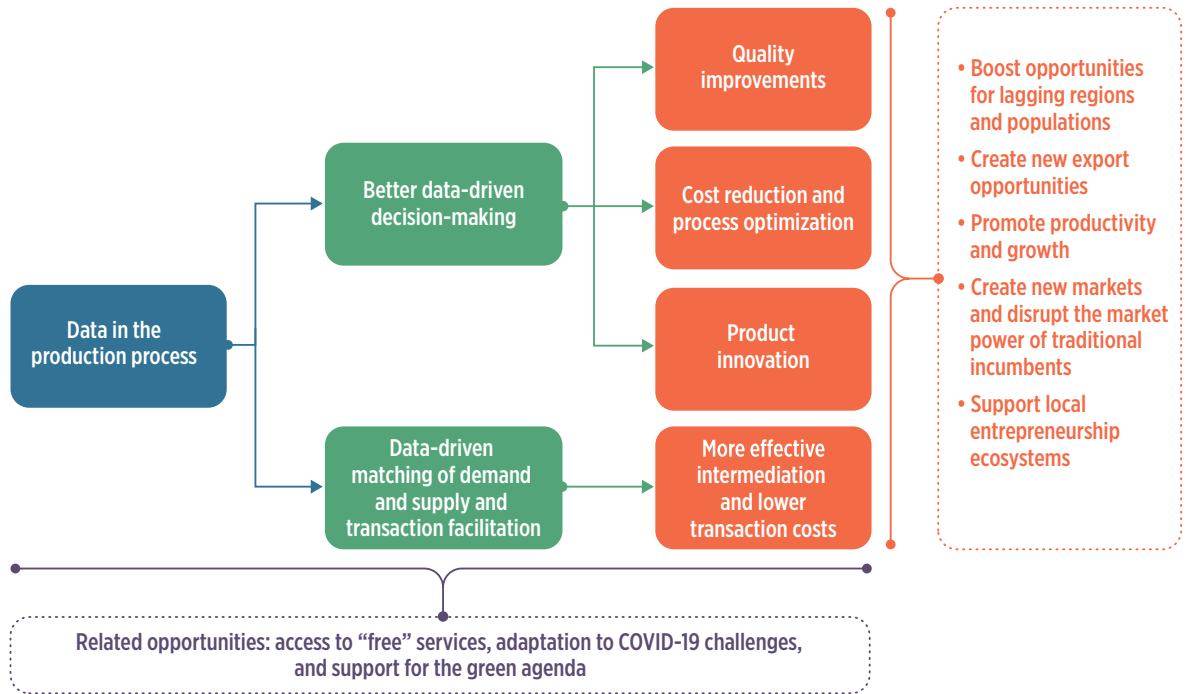 Data in the
production process
Better data-driven
decision-making
Data-driven
matching of demand
and supply and
transaction facilitation
Quality
improvements
Cost reduction and
process optimization
Product
innovation
More effective
intermediation
and lower
transaction costs
• Boost opportunities
for lagging regions
and populations
• Create new export
opportunities
• Promote productivity
and growth
• Create new markets
and disrupt the market
power of traditional
incumbents
• Support local
entrepreneurship
ecosystems
Related opportunities: access to “free” services, adaptation to COVID-19 challenges,
and support for the green agenda